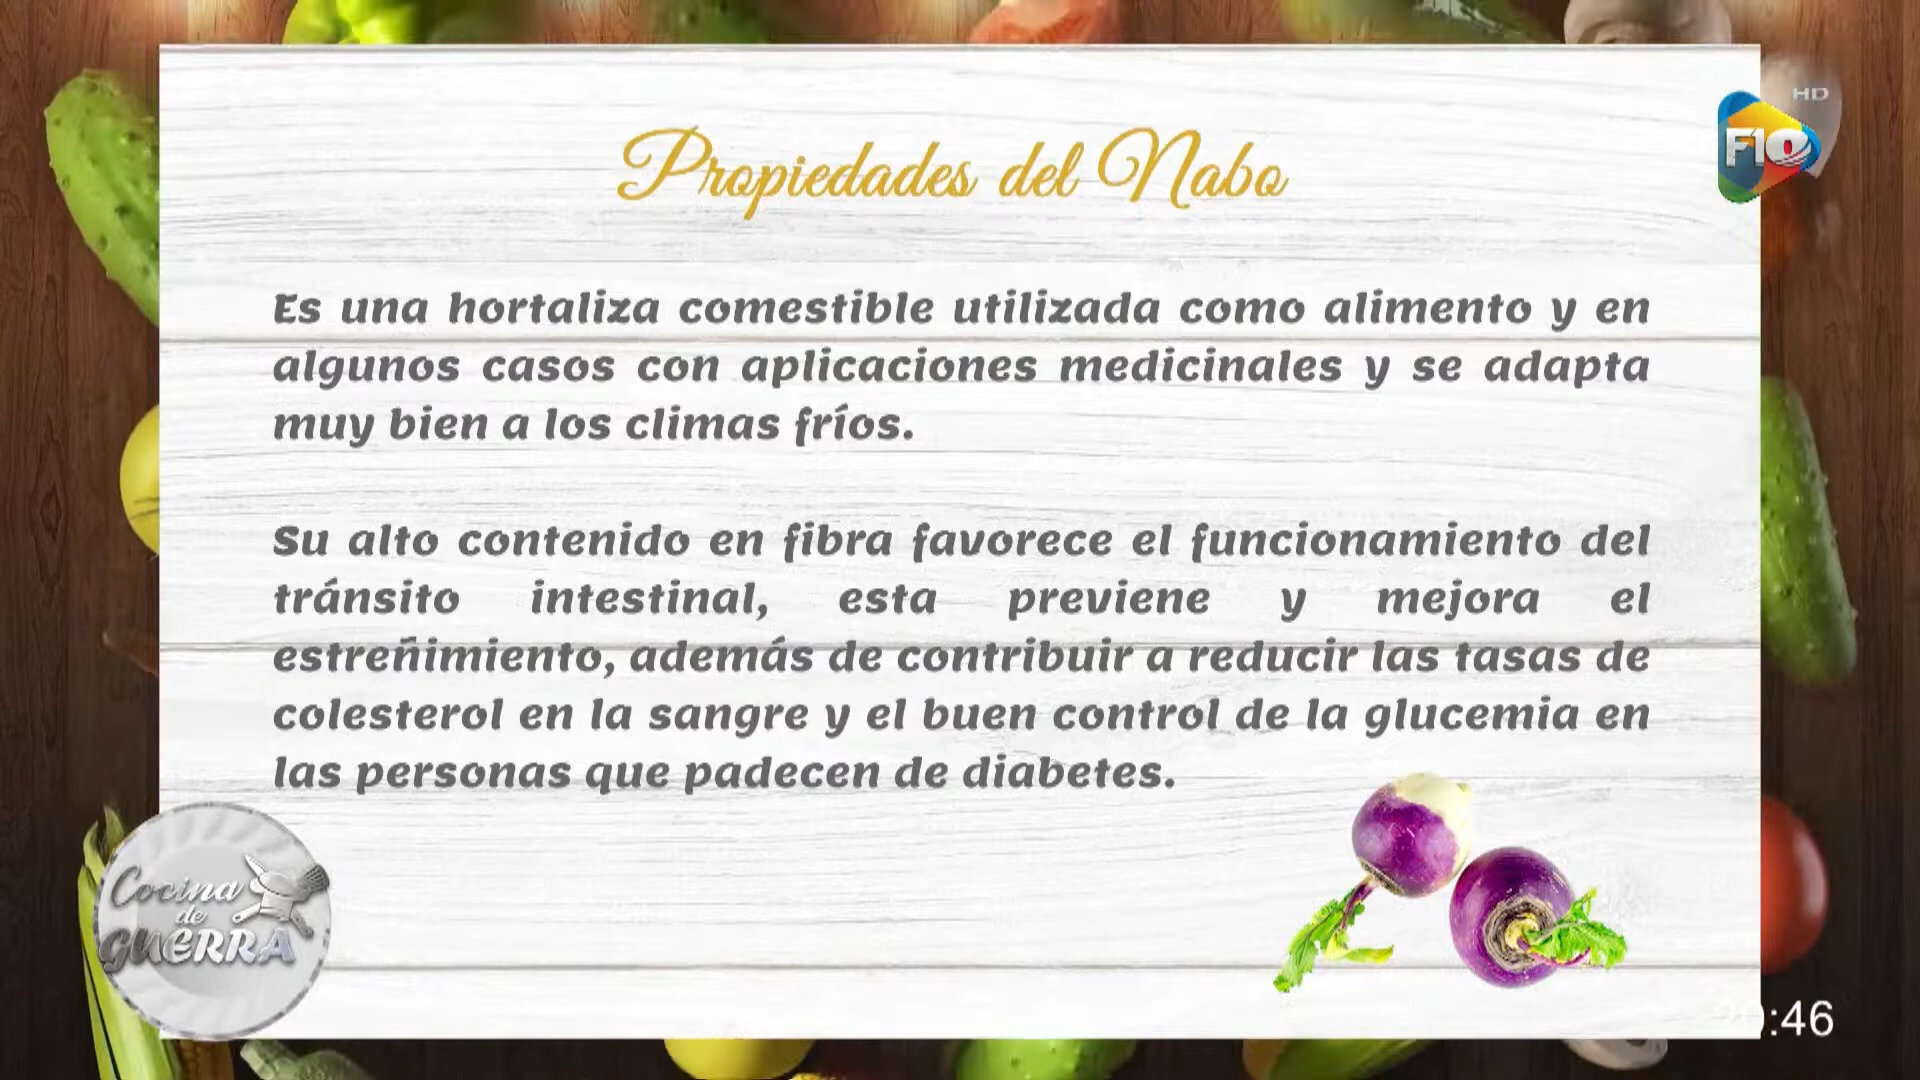 HD
F10
Propiedades del Nabo
Es una hortaliza comestible utilizada como alimento y en
algunos casos con aplicaciones medicinales y se adapta
muy bien a los climas fríos.
Su alto contenido en fibra favorece el funcionamiento del
tránsito intestinal, esta previene y mejora el
estreñimiento, además de contribuir a reducir las tasas de
colesterol en la sangre y el buen control de la glucemia en
las personas que padecen de diabetes.
Cocina
de
GUERRA
:46